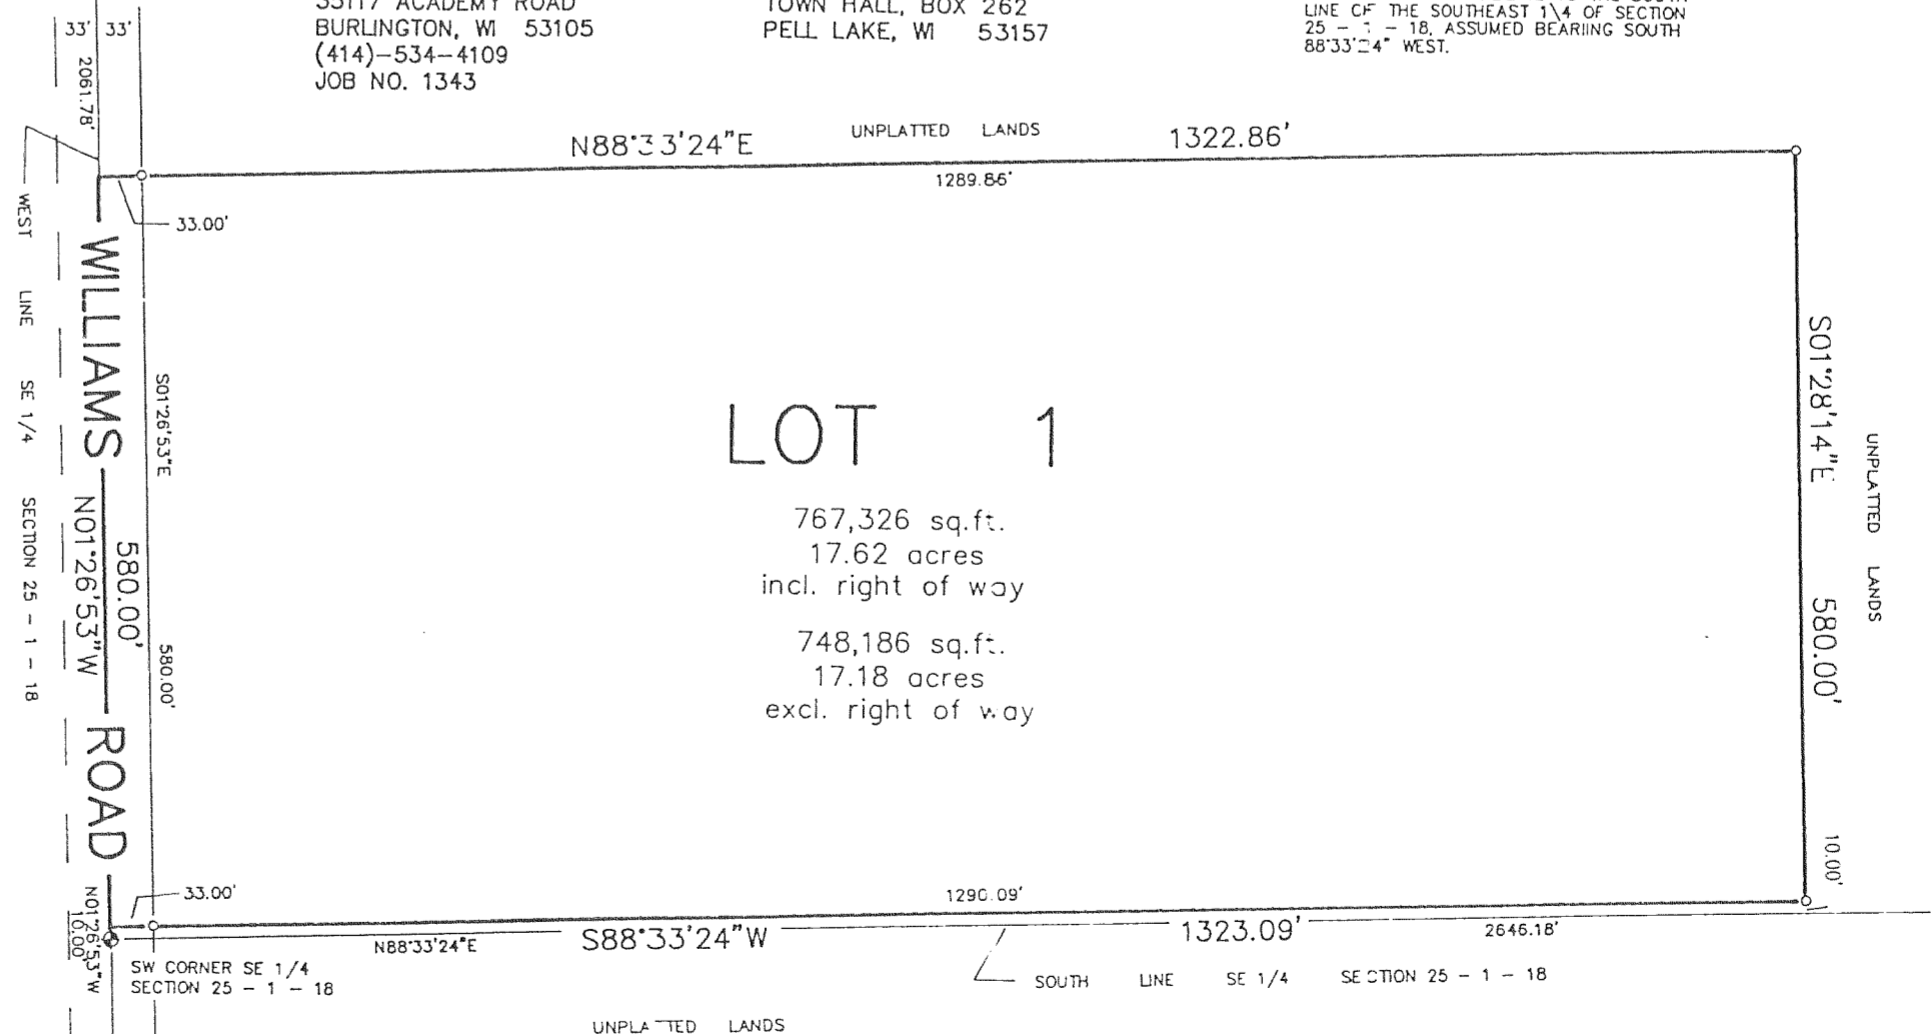 33117 ACADEMY ROAD
BURLINGTON, WI 53105
(414)-534-4109
JOB NO. 1343
TOWN HALL, BOX 262
PELL LAKE, WI 53157
LINE OF THE SOUTHEAST 1\4 OF SECTION
25 - 1 - 18, ASSUMED BEARIING SOUTH
88°33'24" WEST.
33' 33'
2061.78'
N88°33'24"E UNPLATTED LANDS 1322.86'
1289.86'
33.00'
WEST LINE SE 1/4 SECTION 25 - 1 - 18
WILLIAMS ROAD
N01°26'53"W
580.00'
S01°26'53"E 580.00'
LOT 1
767,326 sq.ft.
17.62 acres
incl. right of way
748,186 sq.ft.
17.18 acres
excl. right of way
S01°28'14"E 580.00'
UNPLATTED LANDS
10.00'
33.00'
1290.09'
N01°26'53"W
10.00'
N88°33'24"E S88°33'24"W 1323.09' 2646.18'
SW CORNER SE 1/4
SECTION 25 - 1 - 18
SOUTH LINE SE 1/4 SECTION 25 - 1 - 18
UNPLATTED LANDS